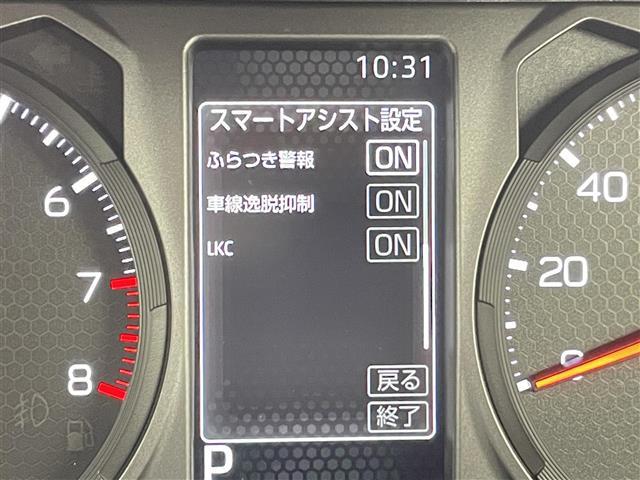 10:31
スマートアシスト設定
ふらつき警報 ON
車線逸脱抑制 ON
LKC ON
戻る
終了
P
6
7
8
40
20
0